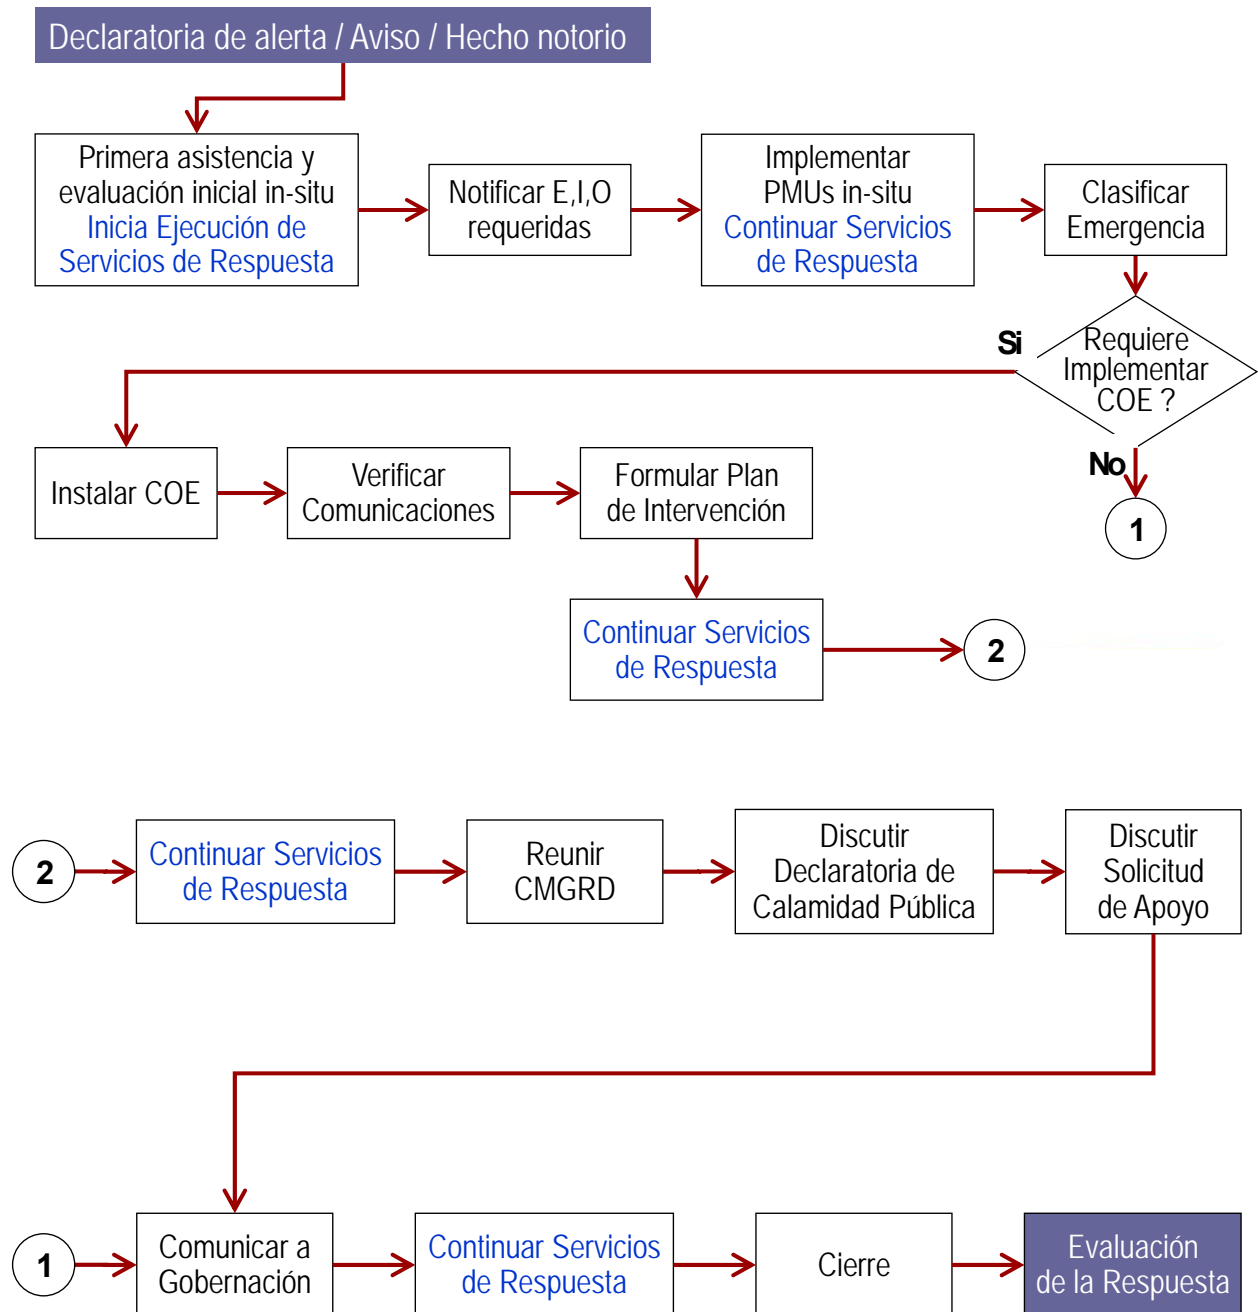 Declaratoria de alerta / Aviso / Hecho notorio
Primera asistencia y
evaluación inicial in-situ
Inicia Ejecución de
Servicios de Respuesta
Notificar E,I,O
requeridas
Implementar
PMUs in-situ
Continuar Servicios
de Respuesta
Clasificar
Emergencia
Requiere
Implementar
COE ?
Si
No
1
Instalar COE
Verificar
Comunicaciones
Formular Plan
de Intervención
Continuar Servicios
de Respuesta
2
2
Continuar Servicios
de Respuesta
Reunir
CMGRD
Discutir
Declaratoria de
Calamidad Pública
Discutir
Solicitud
de Apoyo
1
Comunicar a
Gobernación
Continuar Servicios
de Respuesta
Cierre
Evaluación
de la Respuesta